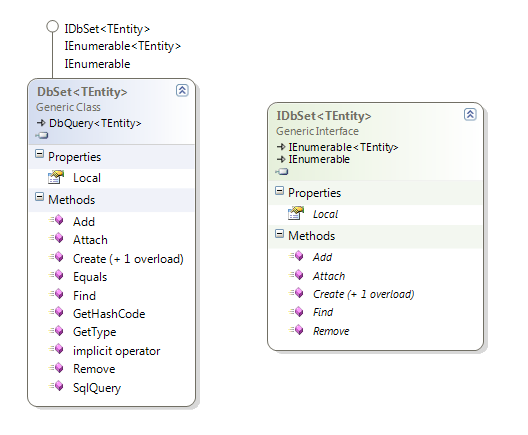 IDbSet<TEntity>
IEnumerable<TEntity>
IEnumerable
DbSet<TEntity>
Generic Class
DbQuery<TEntity>
Properties
Local
Methods
Add
Attach
Create (+ 1 overload)
Equals
Find
GetHashCode
GetType
implicit operator
Remove
SqlQuery
IDbSet<TEntity>
Generic Interface
IEnumerable<TEntity>
IEnumerable
Properties
Local
Methods
Add
Attach
Create (+ 1 overload)
Find
Remove